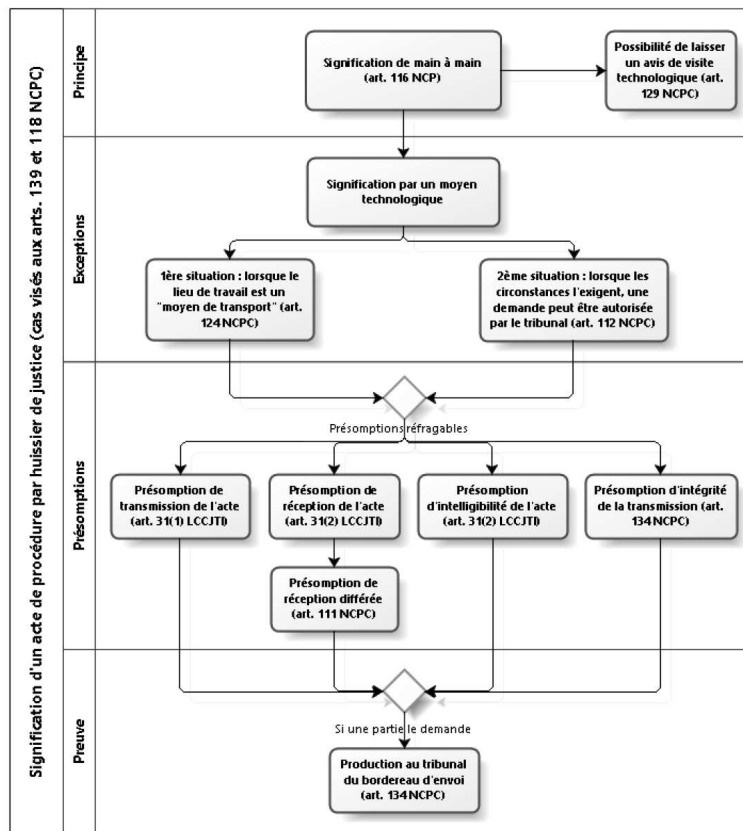 Signification d'un acte de procédure par huissier de justice (cas visés aux arts. 139 et 118 NCPC)
Principe
Signification de main à main
(art. 116 NCP)
Possibilité de laisser
un avis de visite
technologique (art.
129 NCPC)
Exceptions
Signification par un moyen
technologique
1ère situation : lorsque le
lieu de travail est un
"moyen de transport" (art.
124 NCPC)
2ème situation : lorsque les
circonstances l'exigent, une
demande peut être autorisée
par le tribunal (art. 112 NCPC)
Présomptions
Présomptions réfragables
Présomption de
transmission de l'acte
(art. 31(1) LCCJTI)
Présomption de
réception de l'acte
(art. 31(2) LCCJTI)
Présomption
d'intelligibilité de l'acte
(art. 31(2) LCCJTI)
Présomption d'intégrité
de la transmission (art.
134 NCPC)
Présomption de
réception différée
(art. 111 NCPC)
Preuve
Si une partie le demande
Production au tribunal
du bordereau d'envoi
(art. 134 NCPC)